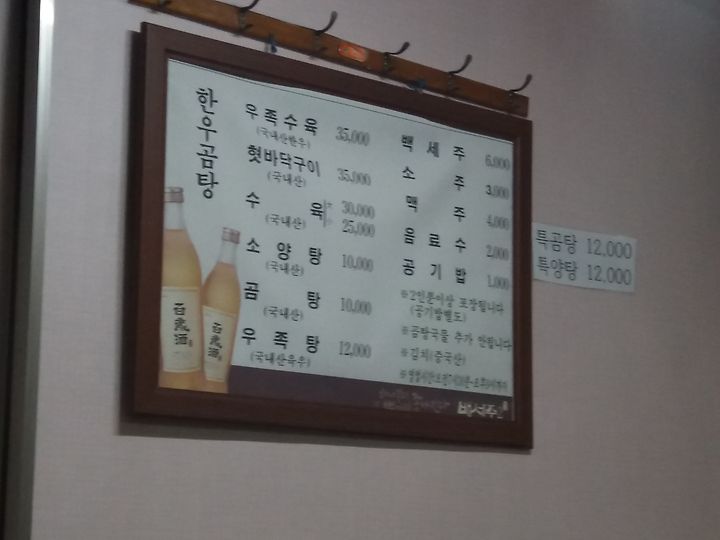 한우곰탕
우족수육 35,000
(국내산한우)
혓바닥구이 35,000
(국내산)
수육 大 30,000
(국내산) 小 25,000
소양탕 10,000
(국내산)
곰탕 10,000
(국내산)
우족탕 12,000
(국내산육우)
백세주 6,000
소주 3,000
맥주 4,000
음료수 2,000
공기밥 1,000
※2인분이상 포장됩니다
(공기밥별도)
※곰탕국물 추가 안됩니다
※김치(중국산)
百歲酒
百歲酒
백세주
특곰탕 12,000
특양탕 12,000